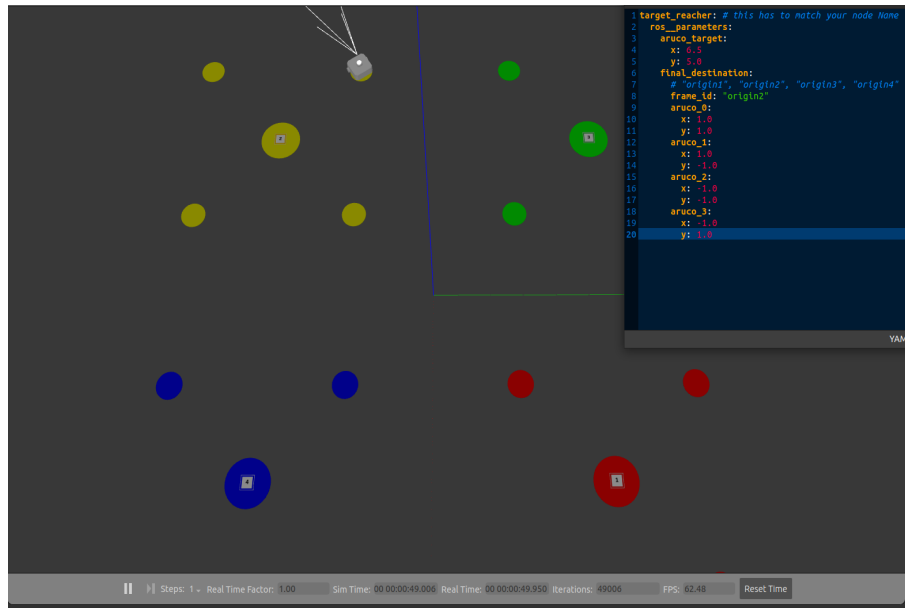 1 target_reacher: # this has to match your node Name
2 ros__parameters:
3 aruco_target:
4 x: 6.5
5 y: 5.0
6 final_destination:
7 # "origin1", "origin2", "origin3", "origin4"
8 frame_id: "origin2"
9 aruco_0:
10 x: 1.0
11 y: 1.0
12 aruco_1:
13 x: 1.0
14 y: -1.0
15 aruco_2:
16 x: -1.0
17 y: -1.0
18 aruco_3:
19 x: -1.0
20 y: 1.0
YAM
Steps: 1 Real Time Factor: 1.00 Sim Time: 00 00:00:49.006 Real Time: 00 00:00:49.950 Iterations: 49006 FPS: 62.48 Reset Time